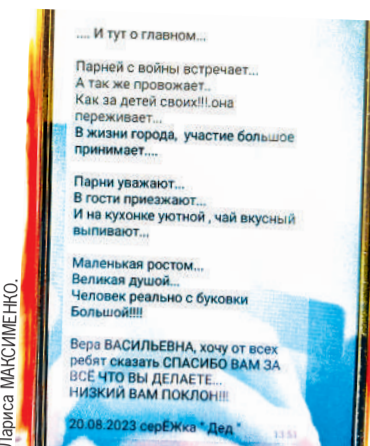 .... И тут о главном...
Парней с войны встречает...
А так же провожает..
Как за детей своих!!!.она
переживает...
В жизни города, участие большое
принимает....
Парни уважают...
В гости приезжают...
И на кухонке уютной , чай вкусный
выпивают...
Маленькая ростом...
Великая душой...
Человек реально с буковки
Большой!!!!
Вера ВАСИЛЬЕВНА, хочу от всех
ребят сказать СПАСИБО ВАМ ЗА
ВСЁ ЧТО ВЫ ДЕЛАЕТЕ...
НИЗКИЙ ВАМ ПОКЛОН!!!
20.08.2023 серЁжка " Дед "
13:51
Лариса МАКСИМЕНКО.